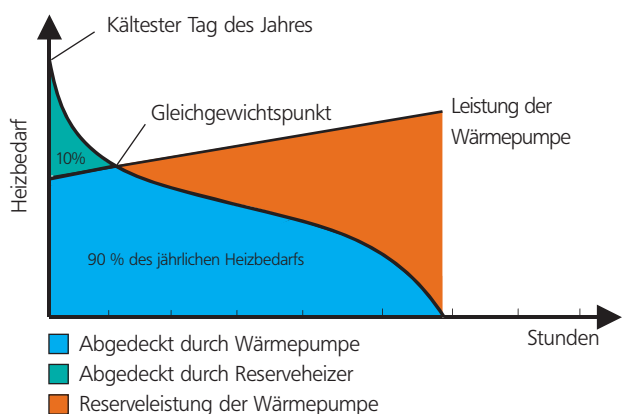 Kältester Tag des Jahres
Gleichgewichtspunkt
Leistung der
Wärmepumpe
Heizbedarf
10%
90 % des jährlichen Heizbedarfs
Stunden
Abgedeckt durch Wärmepumpe
Abgedeckt durch Reserveheizer
Reserveleistung der Wärmepumpe